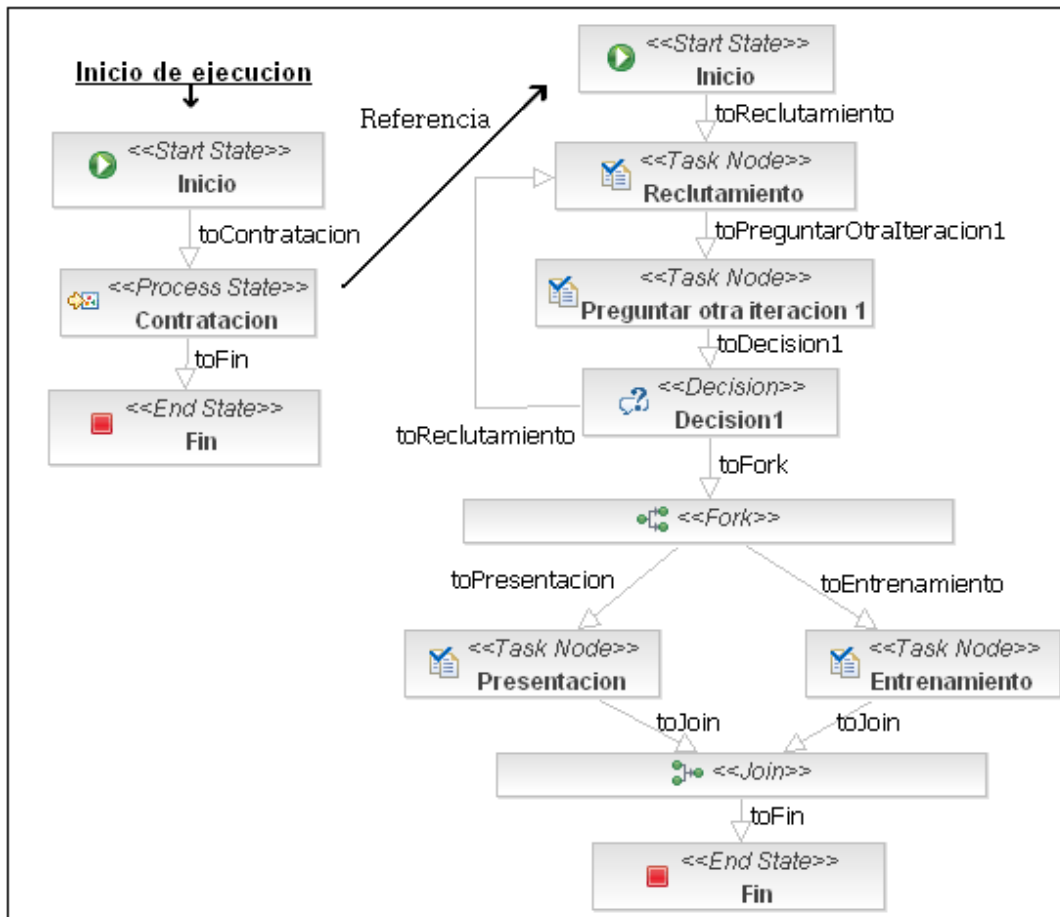 Inicio de ejecucion
<<Start State>>
Inicio
toContratacion
<<Process State>>
Contratacion
toFin
<<End State>>
Fin
Referencia
<<Start State>>
Inicio
toReclutamiento
<<Task Node>>
Reclutamiento
toPreguntarOtraIteracion1
<<Task Node>>
Preguntar otra iteracion 1
toDecision1
<<Decision>>
Decision1
toReclutamiento
toFork
<<Fork>>
toPresentacion
toEntrenamiento
<<Task Node>>
Presentacion
<<Task Node>>
Entrenamiento
toJoin
toJoin
<<Join>>
toFin
<<End State>>
Fin